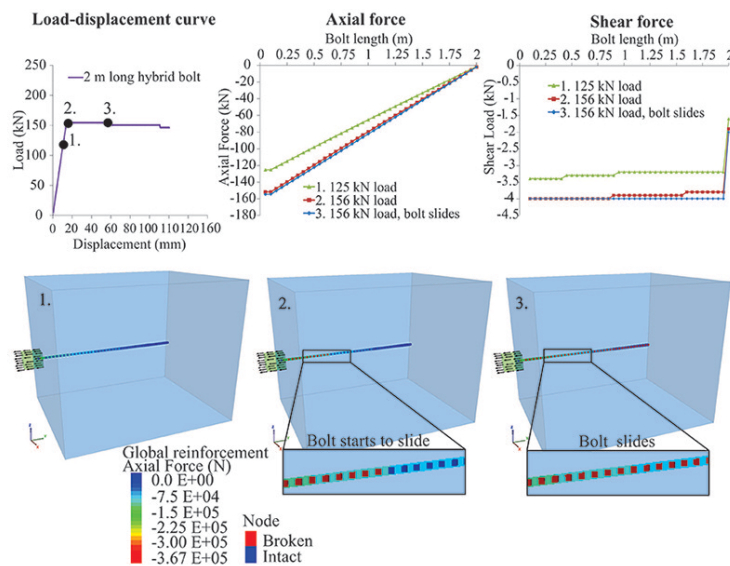 Load-displacement curve
Load (kN)
250
200
150
100
50
0
2 m long hybrid bolt
2.
3.
1.
0 20 40 60 80 100 120 140 160
Displacement (mm)
Axial force
Bolt length (m)
0 0.25 0.5 0.75 1 1.25 1.5 1.75 2
Axial Force (kN)
0
-20
-40
-60
-80
-100
-120
-140
-160
-180
1. 125 kN load
2. 156 kN load
3. 156 kN load, bolt slides
Shear force
Bolt length (m)
0 0.25 0.5 0.75 1 1.25 1.5 1.75 2
Shear Load (kN)
0
-0.5
-1
-1.5
-2
-2.5
-3
-3.5
-4
-4.5
1. 125 kN load
2. 156 kN load
3. 156 kN load, bolt slides
1.
2.
3.
Bolt starts to slide
Bolt slides
Global reinforcement
Axial Force (N)
0.0 E+00
-7.5 E+04
-1.50 E+05
-2.25 E+05
-3.00 E+05
-3.67 E+05
Node
Broken
Intact